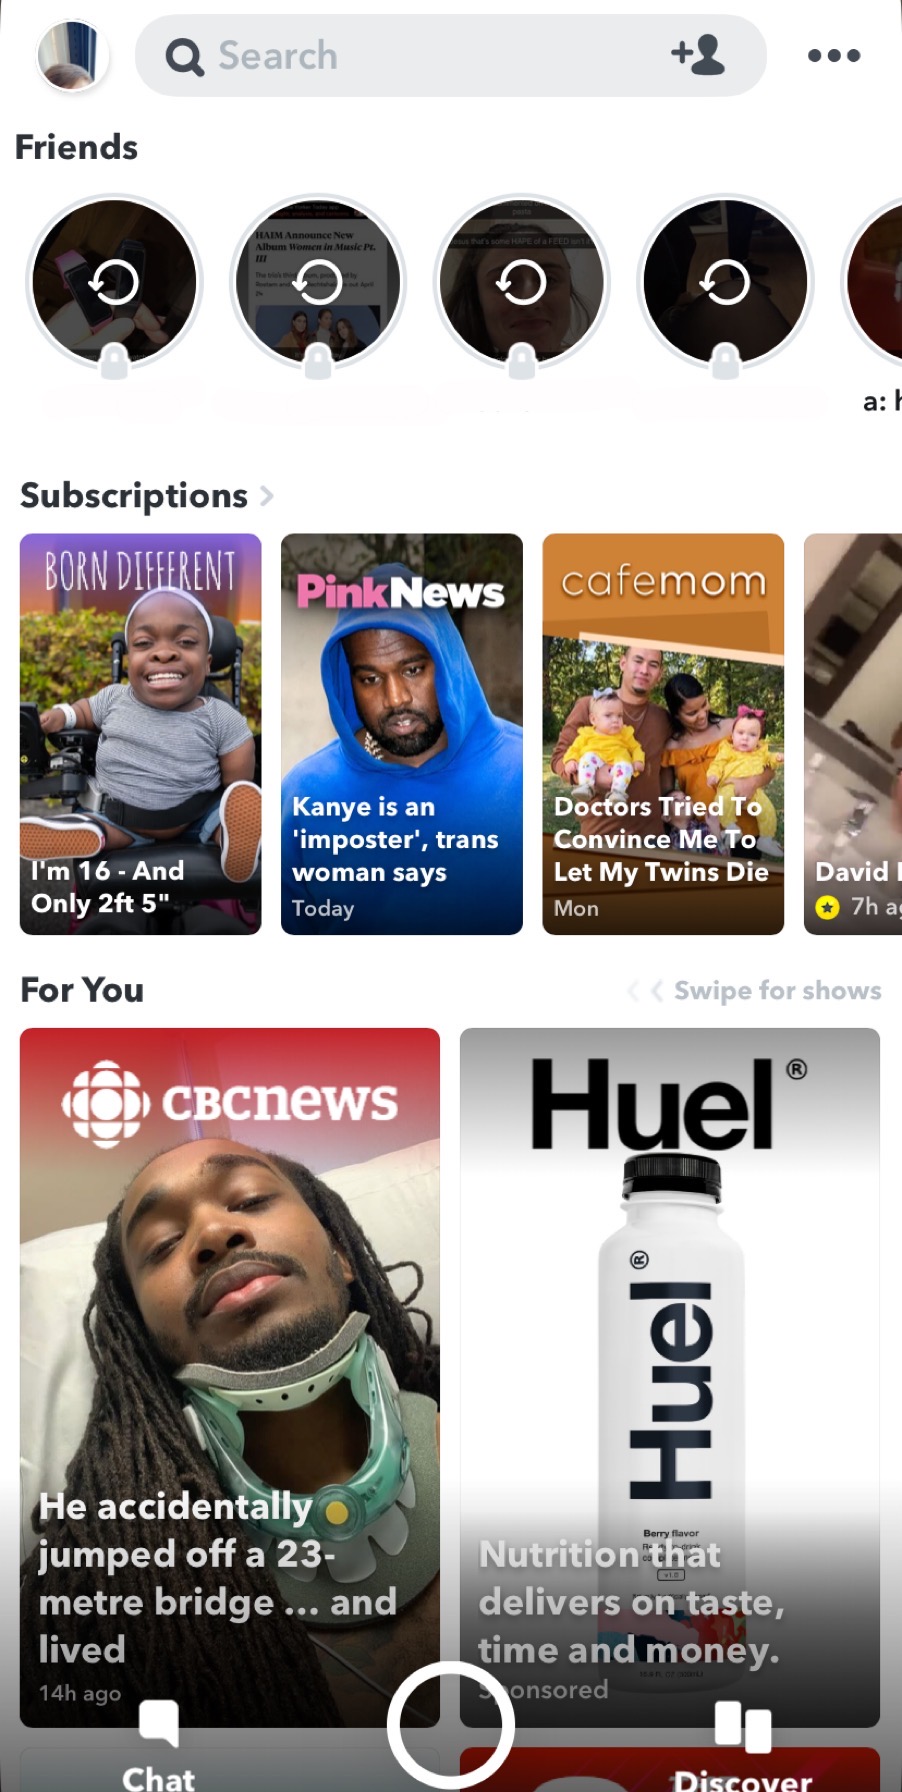 Search
Friends
HAIM Announce New
Album Women in Music Pt.
III
a: h
Subscriptions
BORN DIFFERENT
I'm 16 - And
Only 2ft 5"
PinkNews
Kanye is an
'imposter', trans
woman says
Today
cafemom
Doctors Tried To
Convince Me To
Let My Twins Die
Mon
David
7h ag
For You
Swipe for shows
CBCnews
He accidentally
jumped off a 23-
metre bridge ... and
lived
14h ago
Huel®
Huel®
Berry flavor
v1.0
Nutrition that
delivers on taste,
time and money.
Sponsored
Chat
Discover